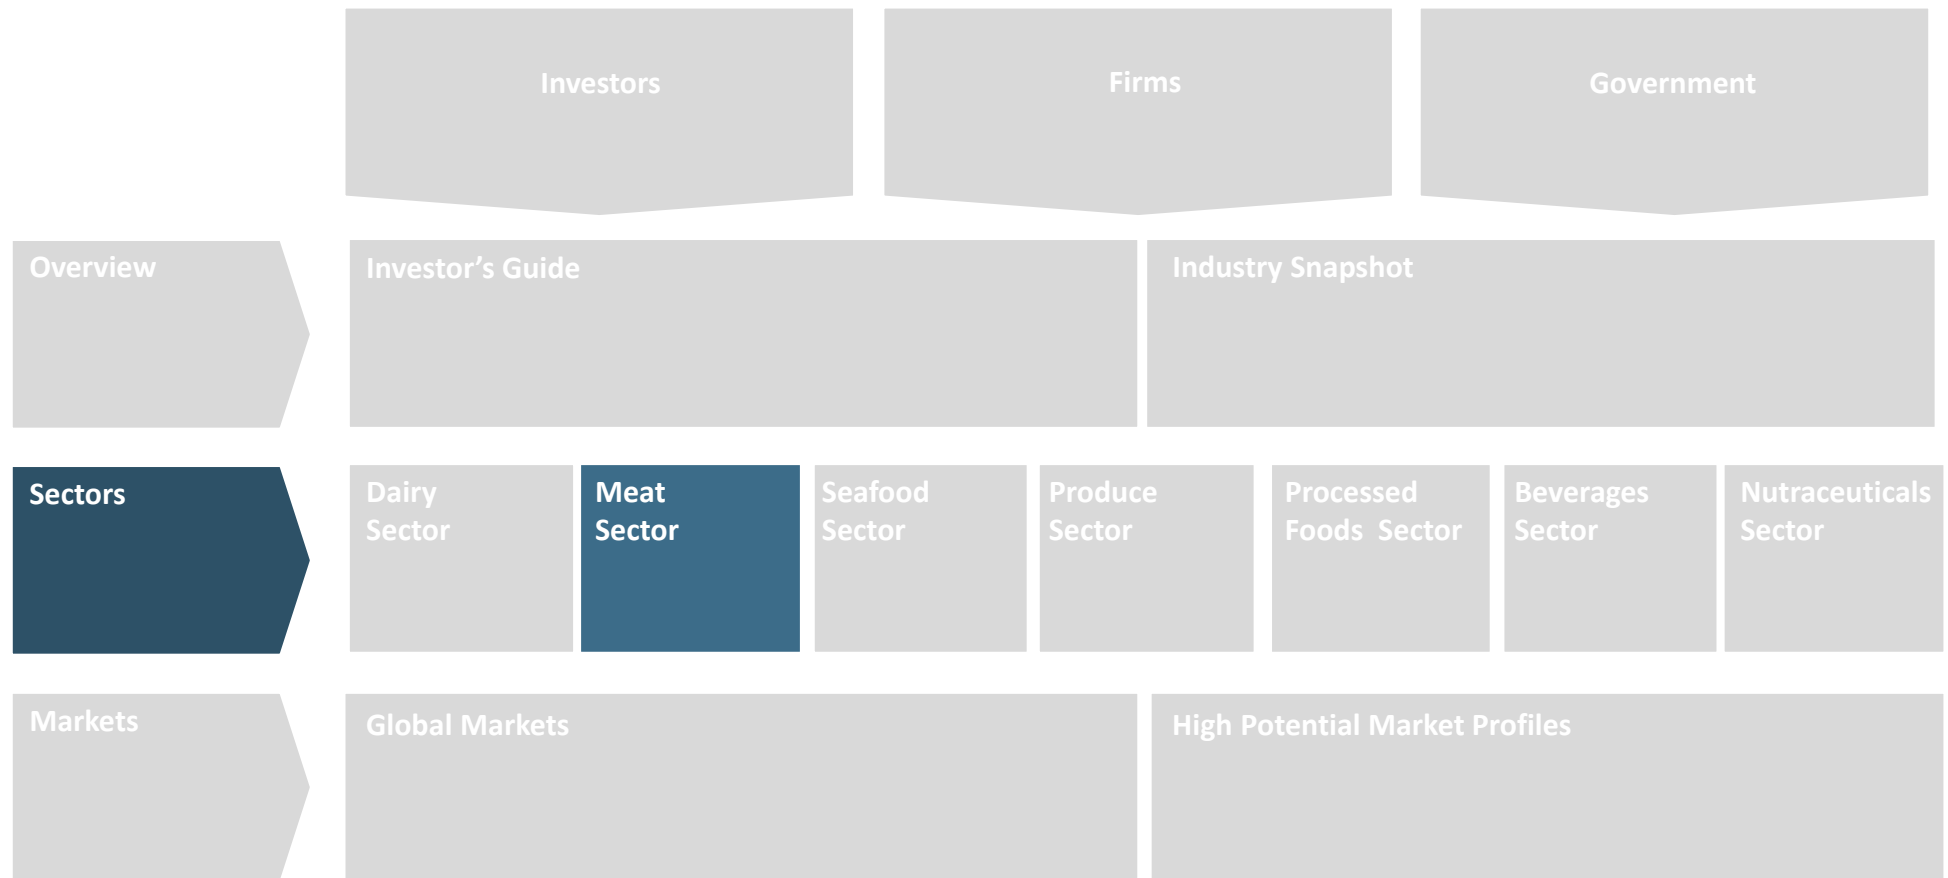 Investors
Firms
Government
Overview
Investor’s Guide
Industry Snapshot
Sectors
Dairy
Sector
Meat
Sector
Seafood
Sector
Produce
Sector
Processed
Foods  Sector
Beverages
Sector
Nutraceuticals
Sector
Markets
Global Markets
High Potential Market Profiles